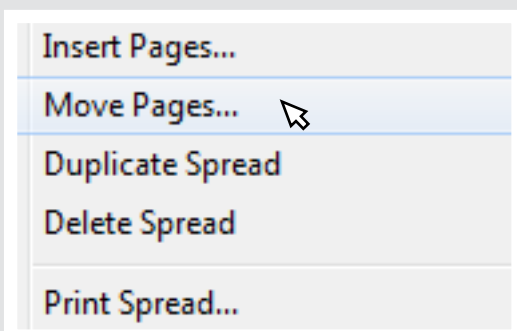 Insert Pages...
Move Pages...
Duplicate Spread
Delete Spread
Print Spread...